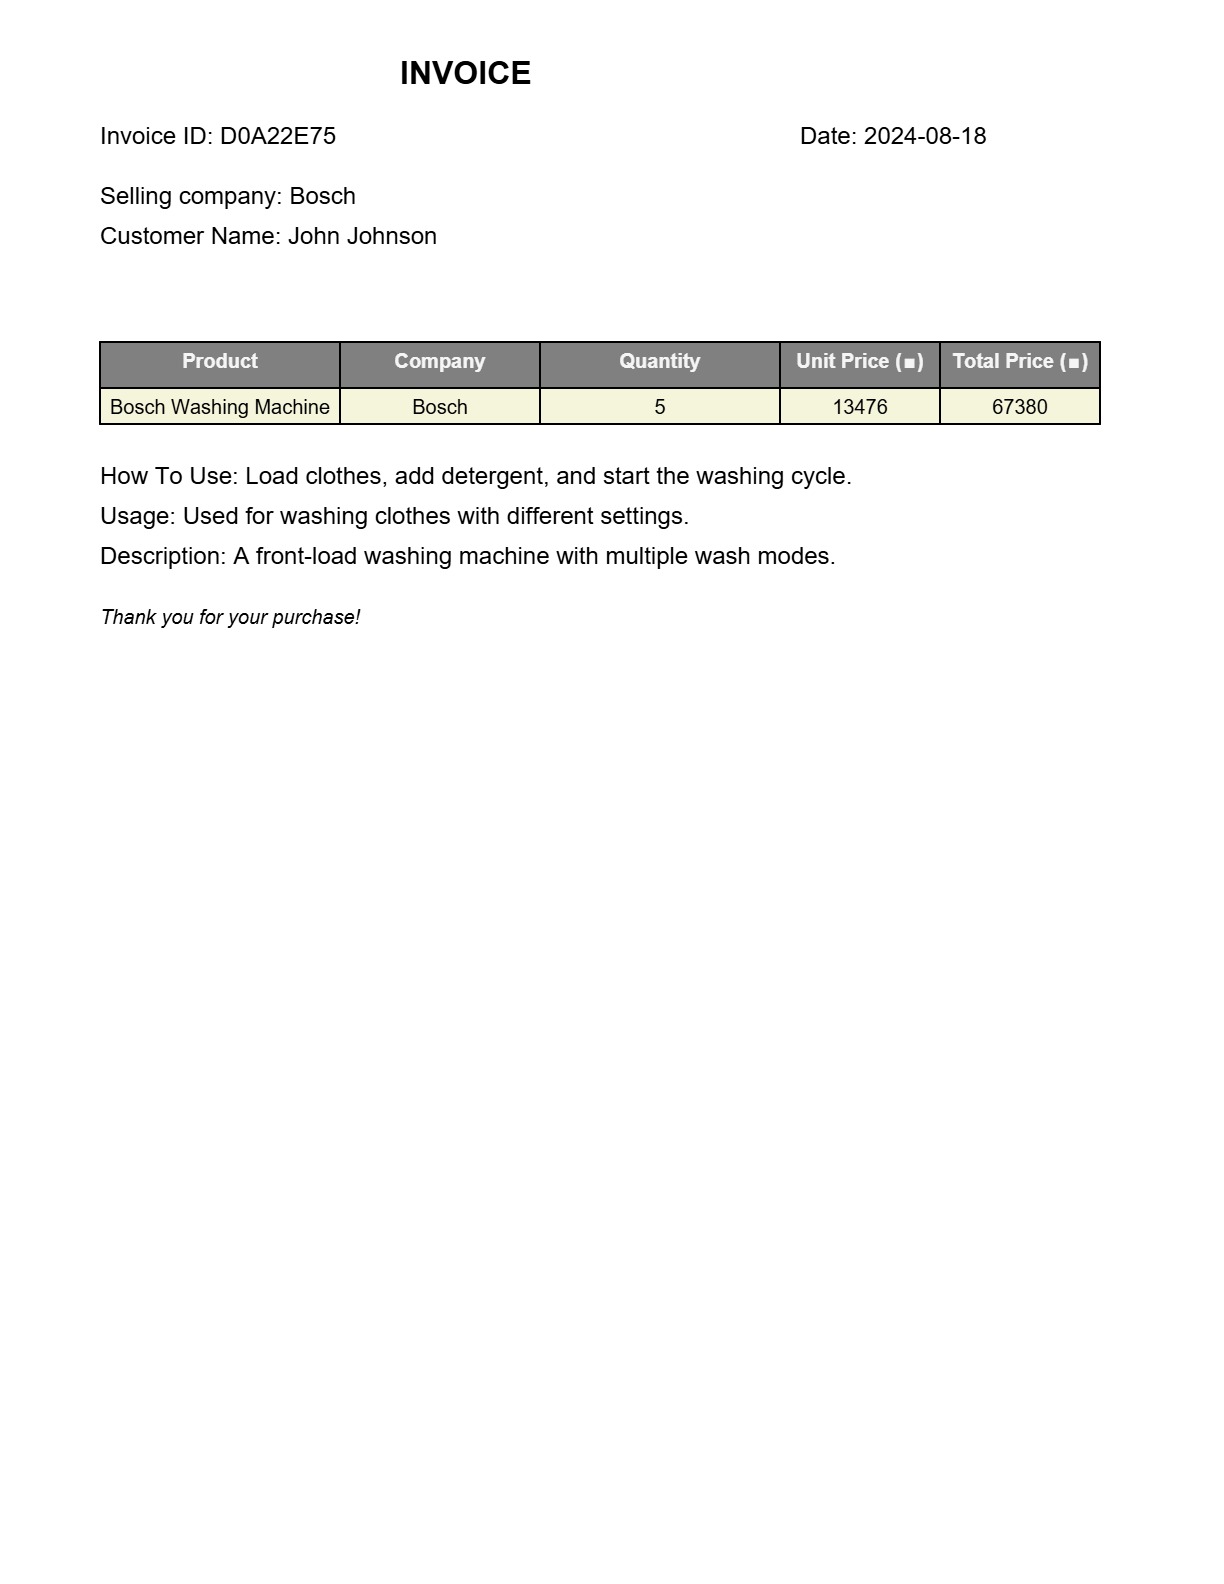 INVOICE
Invoice ID: D0A22E75 Date: 2024-08-18
Selling company: Bosch
Customer Name: John Johnson
Product Company Quantity Unit Price (■) Total Price (■)
Bosch Washing Machine Bosch 5 13476 67380
How To Use: Load clothes, add detergent, and start the washing cycle.
Usage: Used for washing clothes with different settings.
Description: A front-load washing machine with multiple wash modes.
Thank you for your purchase!